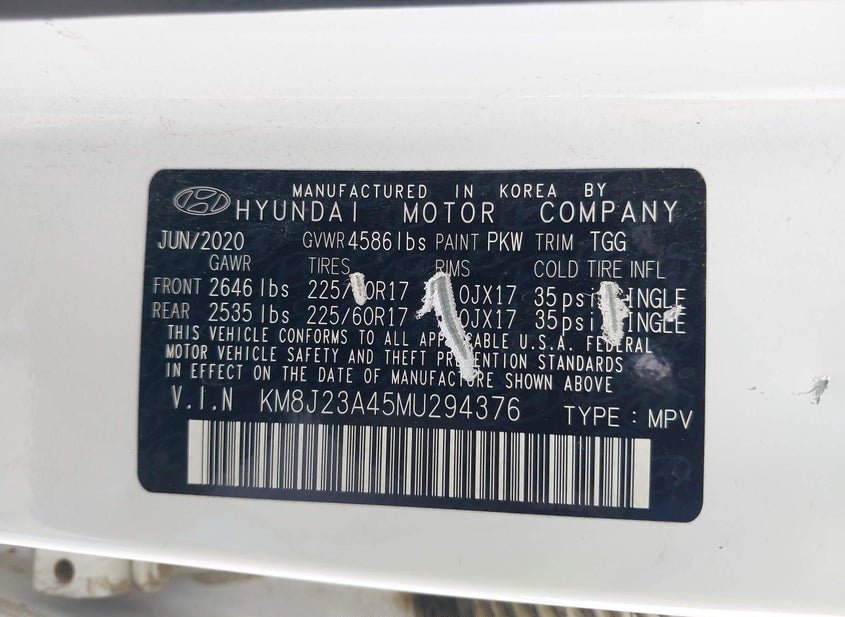 MANUFACTURED IN KOREA BY
HYUNDAI MOTOR COMPANY
JUN/2020 GVWR 4586 lbs PAINT PKW TRIM TGG
GAWR TIRES RIMS COLD TIRE INFL
FRONT 2646 lbs 35 psi
REAR 2535 lbs 225/60R17 35 psi
THIS VEHICLE CONFORMS TO ALL U.S.A. FEDERAL
MOTOR VEHICLE SAFETY AND THEFT STANDARDS
IN EFFECT ON THE DATE OF MANUFACTURE SHOWN ABOVE
V.I.N KM8J23A45MU294376 TYPE : MPV